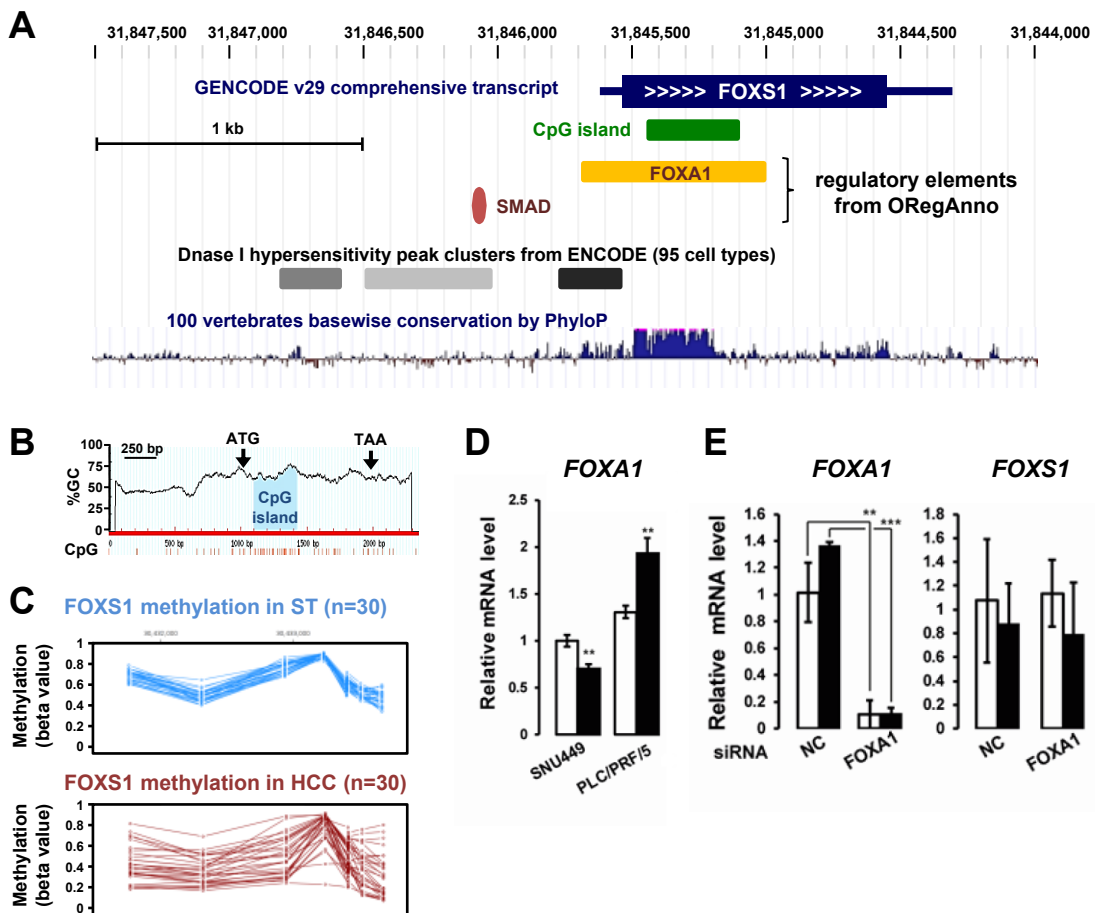 A
31,847,500 31,847,000 31,846,500 31,846,000 31,845,500 31,845,000 31,844,500 31,844,000
GENCODE v29 comprehensive transcript
>>>>> FOXS1 >>>>>
CpG island
1 kb
FOXA1
SMAD
regulatory elements
from ORegAnno
Dnase I hypersensitivity peak clusters from ENCODE (95 cell types)
100 vertebrates basewise conservation by PhyloP
B
100
75
50
25
0
%GC
250 bp
ATG
TAA
CpG
island
0 500 bp 1000 bp 1500 bp 2000 bp
CpG
C
FOXS1 methylation in ST (n=30)
Methylation
(beta value)
1
0.8
0.6
0.4
0.2
0
FOXS1 methylation in HCC (n=30)
Methylation
(beta value)
1
0.8
0.6
0.4
0.2
0
D
FOXA1
Relative mRNA level
2.5
2
1.5
1
0.5
0
**
**
SNU449
PLC/PRF/5
E
FOXA1
Relative mRNA level
1.6
1.4
1.2
1
0.8
0.6
0.4
0.2
0
**
***
siRNA
NC
FOXA1
FOXS1
1.8
1.6
1.4
1.2
1
0.8
0.6
0.4
0.2
0
NC
FOXA1